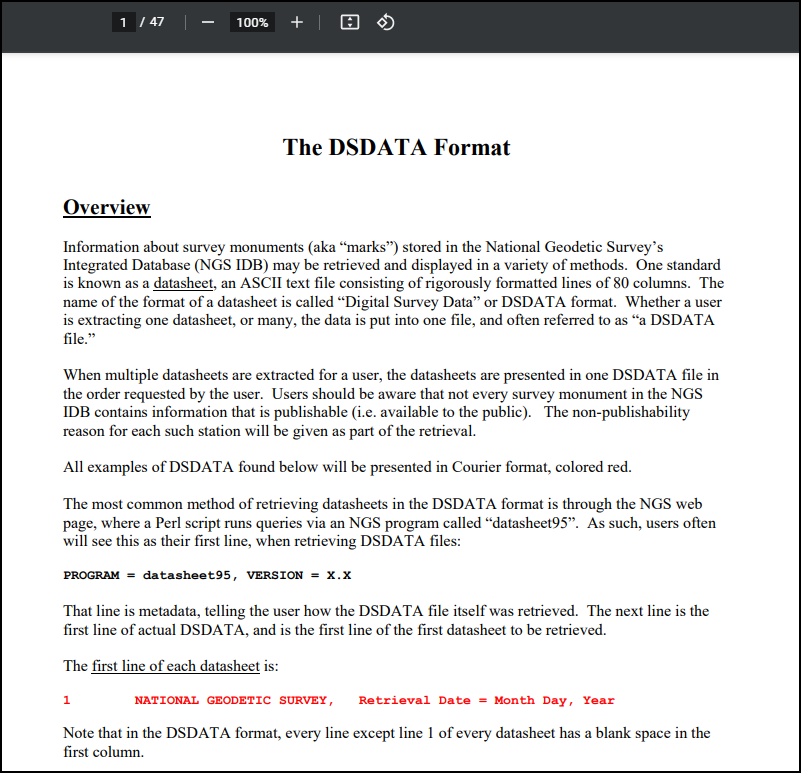 1 / 47 — 100% +
The DSDATA Format
Overview
Information about survey monuments (aka “marks”) stored in the National Geodetic Survey’s
Integrated Database (NGS IDB) may be retrieved and displayed in a variety of methods.  One standard
is known as a datasheet, an ASCII text file consisting of rigorously formatted lines of 80 columns.  The
name of the format of a datasheet is called “Digital Survey Data” or DSDATA format.  Whether a user
is extracting one datasheet, or many, the data is put into one file, and often referred to as “a DSDATA
file.”
When multiple datasheets are extracted for a user, the datasheets are presented in one DSDATA file in
the order requested by the user.  Users should be aware that not every survey monument in the NGS
IDB contains information that is publishable (i.e. available to the public).   The non-publishability
reason for each such station will be given as part of the retrieval.
All examples of DSDATA found below will be presented in Courier format, colored red.
The most common method of retrieving datasheets in the DSDATA format is through the NGS web
page, where a Perl script runs queries via an NGS program called “datasheet95”.  As such, users often
will see this as their first line, when retrieving DSDATA files:
PROGRAM = datasheet95, VERSION = X.X
That line is metadata, telling the user how the DSDATA file itself was retrieved.  The next line is the
first line of actual DSDATA, and is the first line of the first datasheet to be retrieved.
The first line of each datasheet is:
1        NATIONAL GEODETIC SURVEY,   Retrieval Date = Month Day, Year
Note that in the DSDATA format, every line except line 1 of every datasheet has a blank space in the
first column.